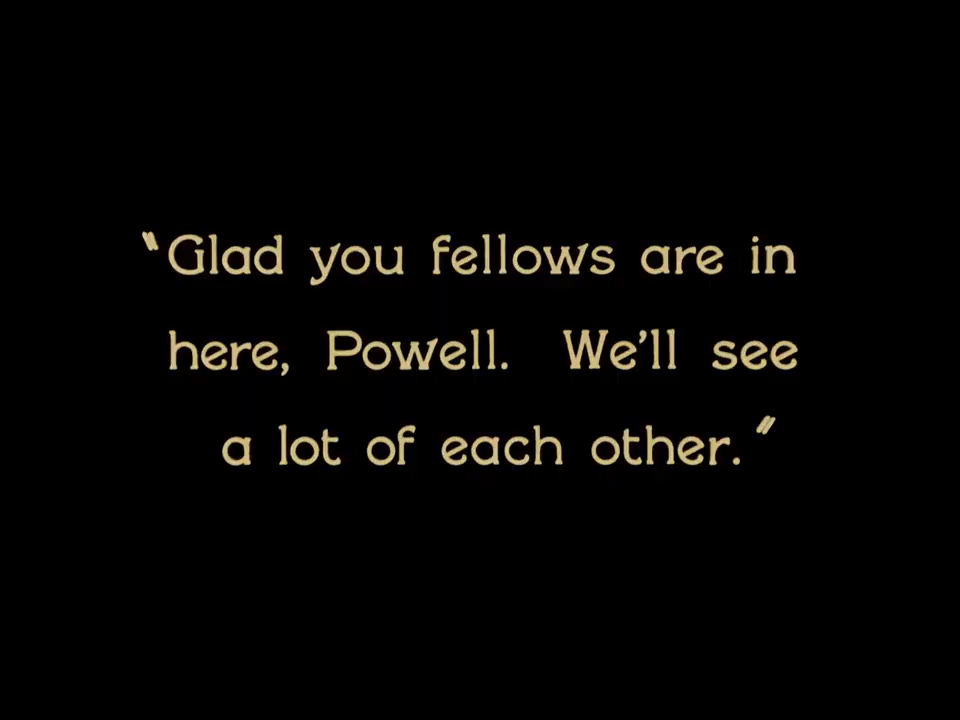 "Glad you fellows are in
here, Powell. We'll see
a lot of each other."